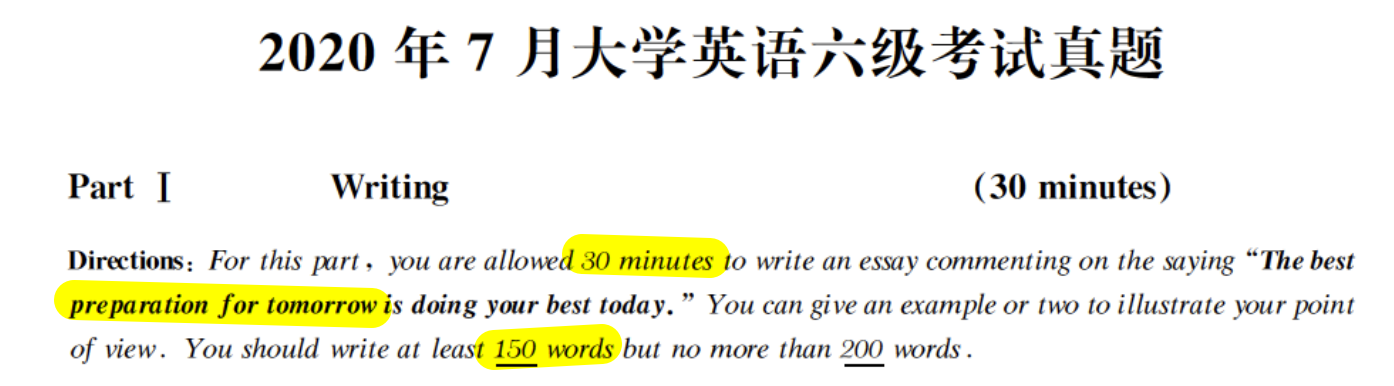 2020 年 7 月大学英语六级考试真题
Part Ⅰ Writing (30 minutes)
Directions: For this part, you are allowed 30 minutes to write an essay commenting on the saying “The best
preparation for tomorrow is doing your best today.” You can give an example or two to illustrate your point
of view. You should write at least 150 words but no more than 200 words.